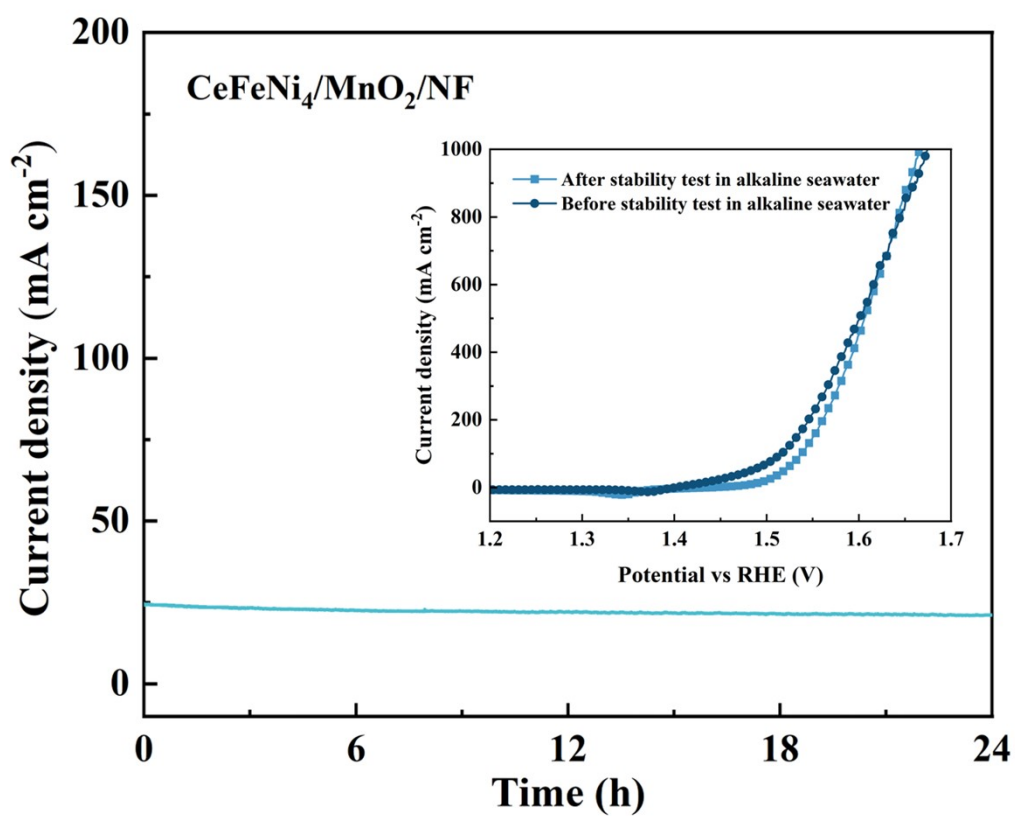 200
150
100
50
0
Current density (mA cm⁻²)
CeFeNi₄/MnO₂/NF
1000
800
600
400
200
0
Current density (mA cm⁻²)
After stability test in alkaline seawater
Before stability test in alkaline seawater
1.2 1.3 1.4 1.5 1.6 1.7
Potential vs RHE (V)
0 6 12 18 24
Time (h)